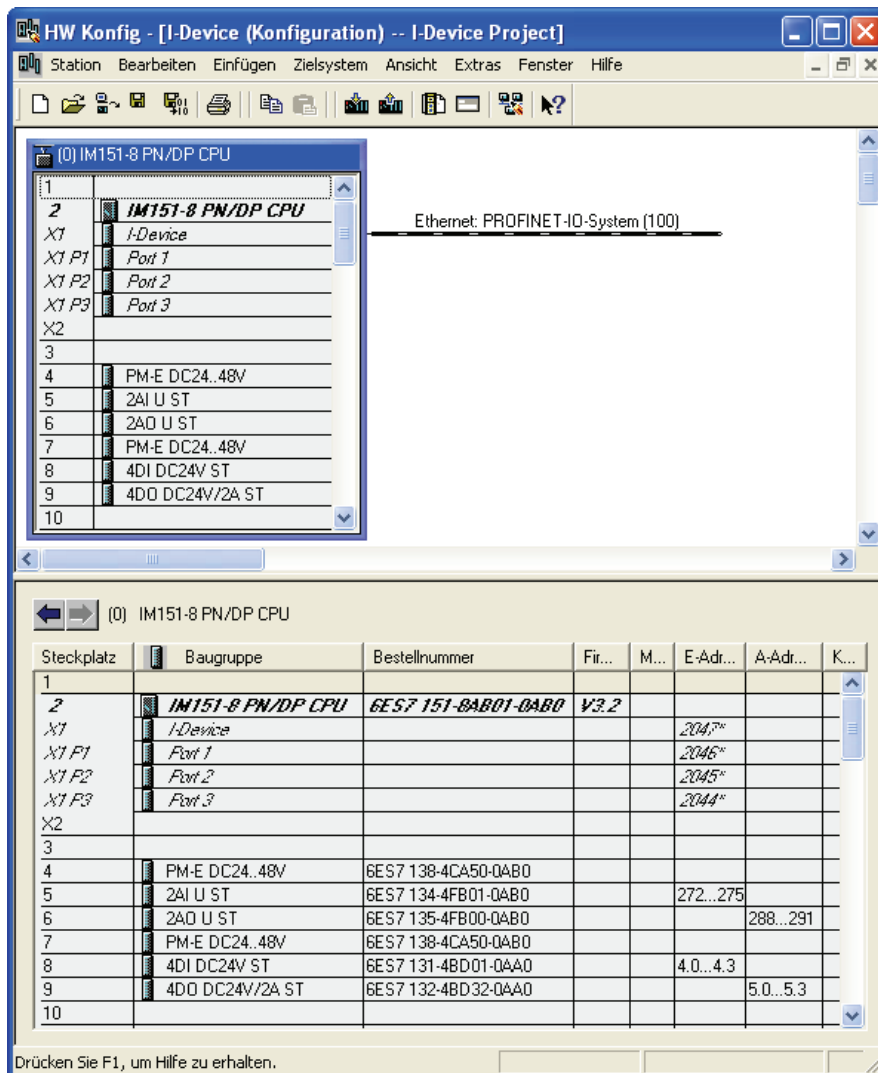 HW Konfig - [I-Device (Konfiguration) -- I-Device Project]
Station Bearbeiten Einfügen Zielsystem Ansicht Extras Fenster Hilfe
(0) IM151-8 PN/DP CPU
1
2 IM151-8 PN/DP CPU
X1 I-Device
X1 P1 Port 1
X1 P2 Port 2
X1 P3 Port 3
X2
3
4 PM-E DC24..48V
5 2AI U ST
6 2AO U ST
7 PM-E DC24..48V
8 4DI DC24V ST
9 4DO DC24V/2A ST
10
Ethernet: PROFINET-IO-System (100)
(0) IM151-8 PN/DP CPU
Steckplatz Baugruppe Bestellnummer Fir... M... E-Adr... A-Adr... K...
1
2 IM151-8 PN/DP CPU 6ES7 151-8AB01-0AB0 V3.2
X1 I-Device 2047*
X1 P1 Port 1 2046*
X1 P2 Port 2 2045*
X1 P3 Port 3 2044*
X2
3
4 PM-E DC24..48V 6ES7 138-4CA50-0AB0
5 2AI U ST 6ES7 134-4FB01-0AB0 272...275
6 2AO U ST 6ES7 135-4FB00-0AB0 288...291
7 PM-E DC24..48V 6ES7 138-4CA50-0AB0
8 4DI DC24V ST 6ES7 131-4BD01-0AA0 4.0...4.3
9 4DO DC24V/2A ST 6ES7 132-4BD32-0AA0 5.0...5.3
10
Drücken Sie F1, um Hilfe zu erhalten.